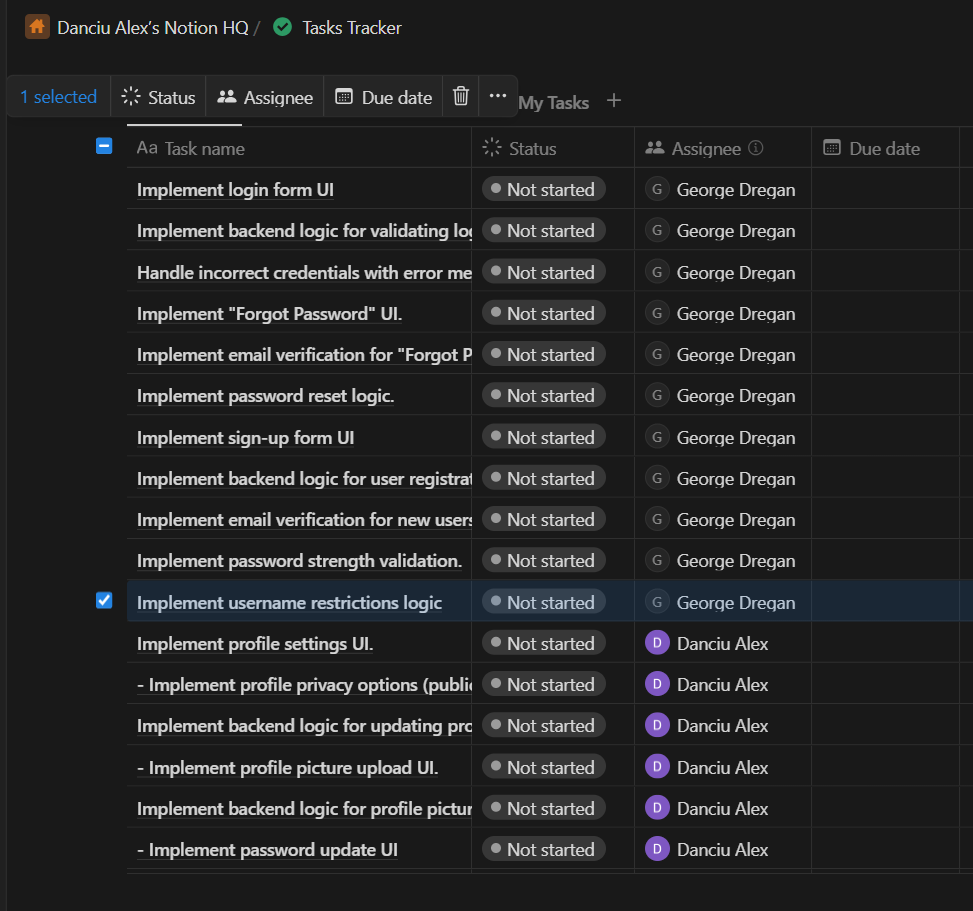 Danciu Alex's Notion HQ / Tasks Tracker
1 selected Status Assignee Due date My Tasks
Aa Task name Status Assignee Due date
Implement login form UI Not started G George Dregan
Implement backend logic for validating log Not started G George Dregan
Handle incorrect credentials with error me Not started G George Dregan
Implement "Forgot Password" UI. Not started G George Dregan
Implement email verification for "Forgot P Not started G George Dregan
Implement password reset logic. Not started G George Dregan
Implement sign-up form UI Not started G George Dregan
Implement backend logic for user registrat Not started G George Dregan
Implement email verification for new users Not started G George Dregan
Implement password strength validation. Not started G George Dregan
Implement username restrictions logic Not started G George Dregan
Implement profile settings UI. Not started D Danciu Alex
- Implement profile privacy options (public Not started D Danciu Alex
Implement backend logic for updating pro Not started D Danciu Alex
- Implement profile picture upload UI. Not started D Danciu Alex
Implement backend logic for profile pictur Not started D Danciu Alex
- Implement password update UI Not started D Danciu Alex